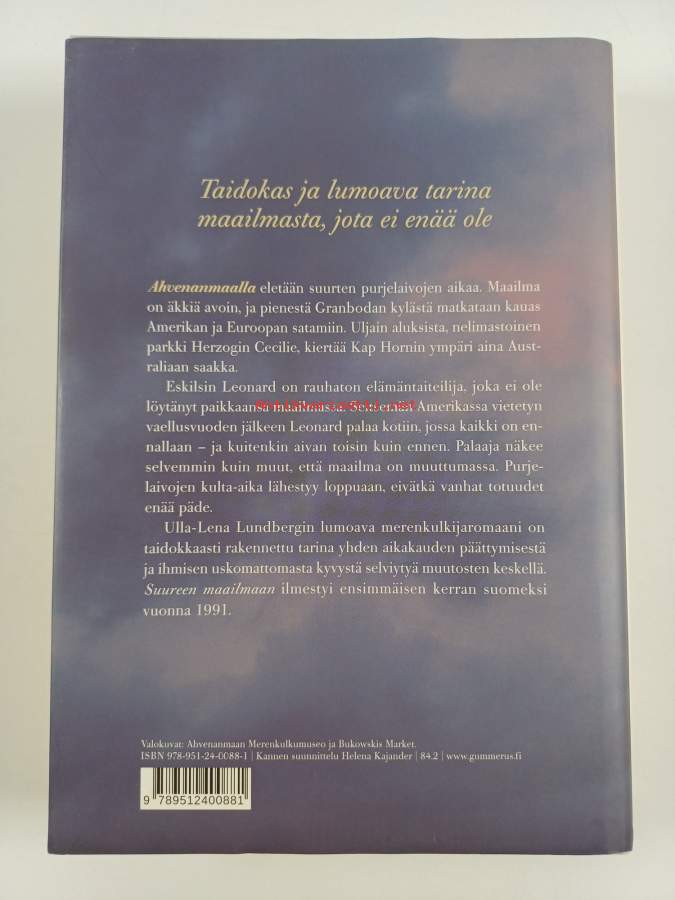 Taidokas ja lumoava tarina
maailmasta, jota ei enää ole
Ahvenanmaalla eletään suurten purjelaivojen aikaa. Maailma
on äkkiä avoin, ja pienestä Granbodan kylästä matkataan kauas
Amerikan ja Euroopan satamiin. Uljain aluksista, nelimastoinen
parkki Herzogin Cecilie, kiertää Kap Hornin ympäri aina Aust-
raliaan saakka.
Eskilsin Leonard on rauhaton elämäntaiteilija, joka ei ole
löytänyt paikkaansa maailmassa. Amerikassa vietetyn
vaellusvuoden jälkeen Leonard palaa kotiin, jossa kaikki on en-
nallaan – ja kuitenkin aivan toisin kuin ennen. Palaaja näkee
selvemmin kuin muut, että maailma on muuttumassa. Purje-
laivojen kulta-aika lähestyy loppuaan, eivätkä vanhat totuudet
enää päde.
Ulla-Lena Lundbergin lumoava merenkulkijaromaani on
taidokkaasti rakennettu tarina yhden aikakauden päättymisestä
ja ihmisen uskomattomasta kyvystä selviytyä muutosten keskellä.
Suureen maailmaan ilmestyi ensimmäisen kerran suomeksi
vuonna 1991.
Valokuvat: Ahvenanmaan Merenkulkumuseo ja Bukowskis Market.
ISBN 978-951-24-0088-1 | Kannen suunnittelu Helena Kajander | 84.2 | www.gummerus.fi
9 789512 400881